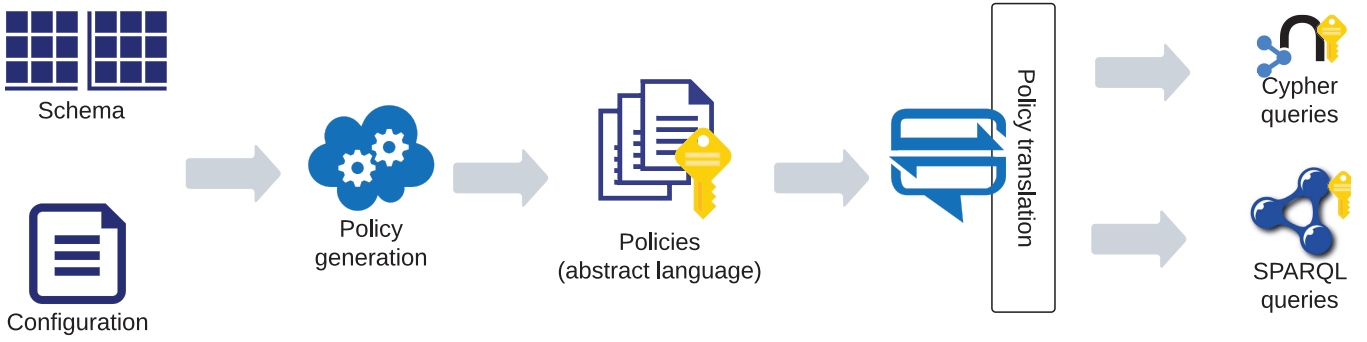 Schema
Configuration
Policy
generation
Policies
(abstract language)
Policy translation
Cypher
queries
SPARQL
queries